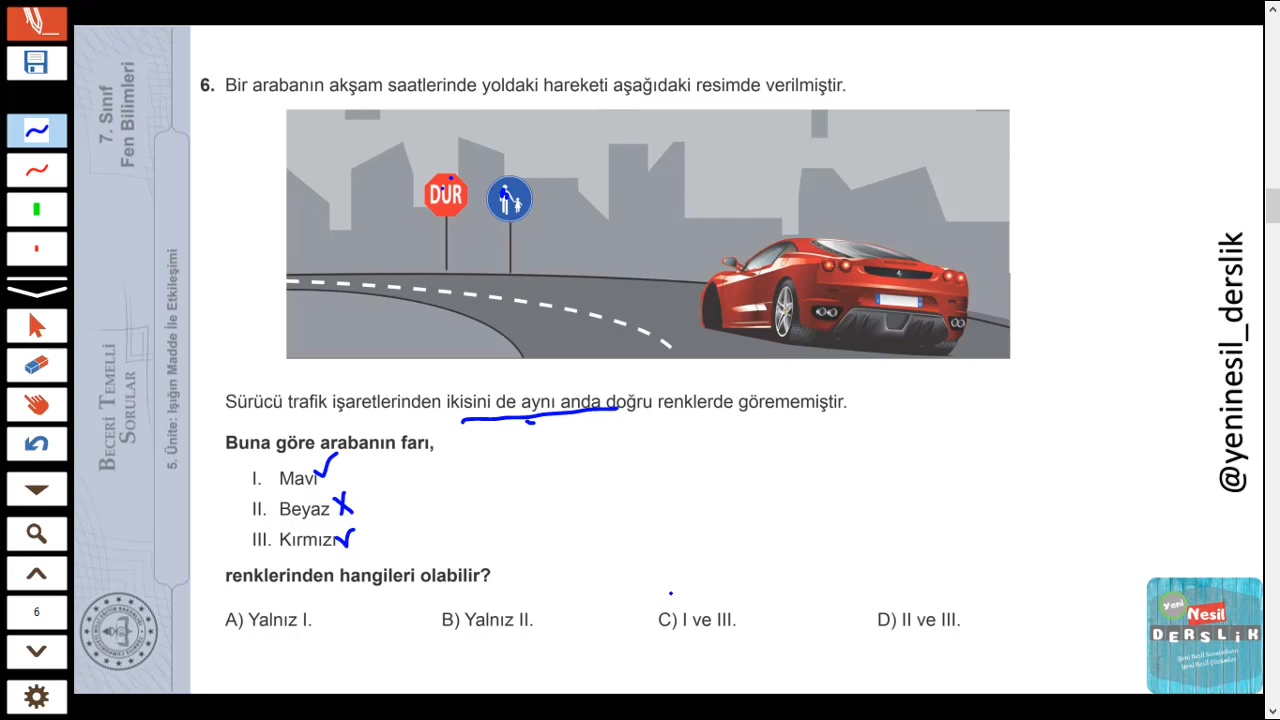 7. Sınıf
Fen Bilimleri
5. Ünite: Işığın Madde İle Etkileşimi
BECERİ TEMELLİ
SORULAR
6. Bir arabanın akşam saatlerinde yoldaki hareketi aşağıdaki resimde verilmiştir.
DUR
Sürücü trafik işaretlerinden ikisini de aynı anda doğru renklerde görememiştir.
Buna göre arabanın farı,
I. Mavi
II. Beyaz
III. Kırmızı
renklerinden hangileri olabilir?
A) Yalnız I. B) Yalnız II. C) I ve III. D) II ve III.
6
@yeninesil_derslik
Yeni
Nesil
DERSLiK